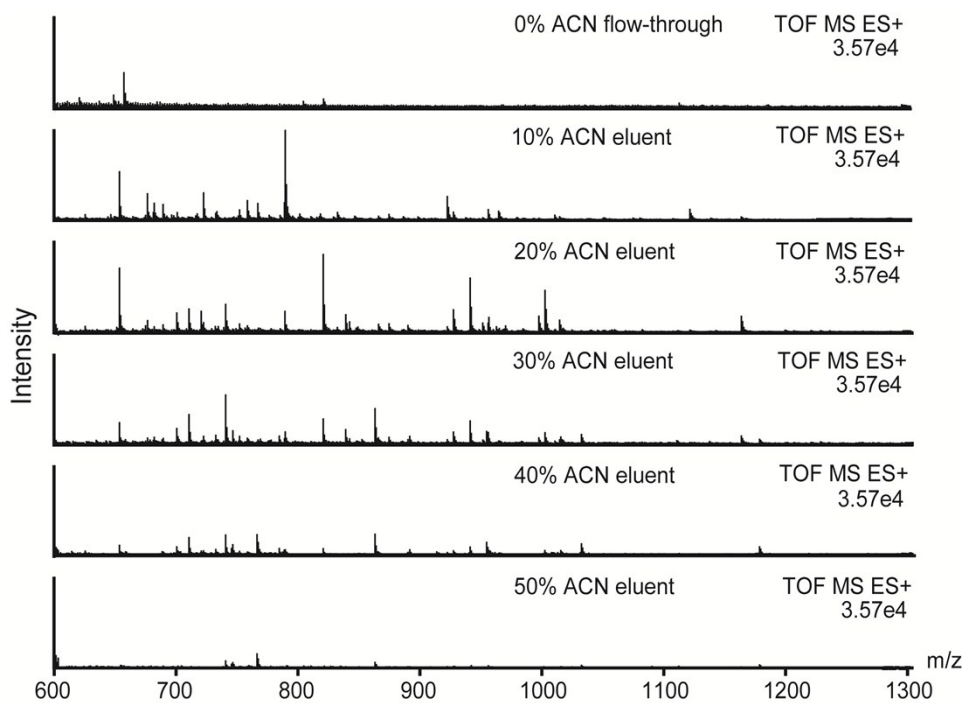 0% ACN flow-through
TOF MS ES+
3.57e4
10% ACN eluent
TOF MS ES+
3.57e4
20% ACN eluent
TOF MS ES+
3.57e4
30% ACN eluent
TOF MS ES+
3.57e4
40% ACN eluent
TOF MS ES+
3.57e4
50% ACN eluent
TOF MS ES+
3.57e4
Intensity
m/z
600 700 800 900 1000 1100 1200 1300